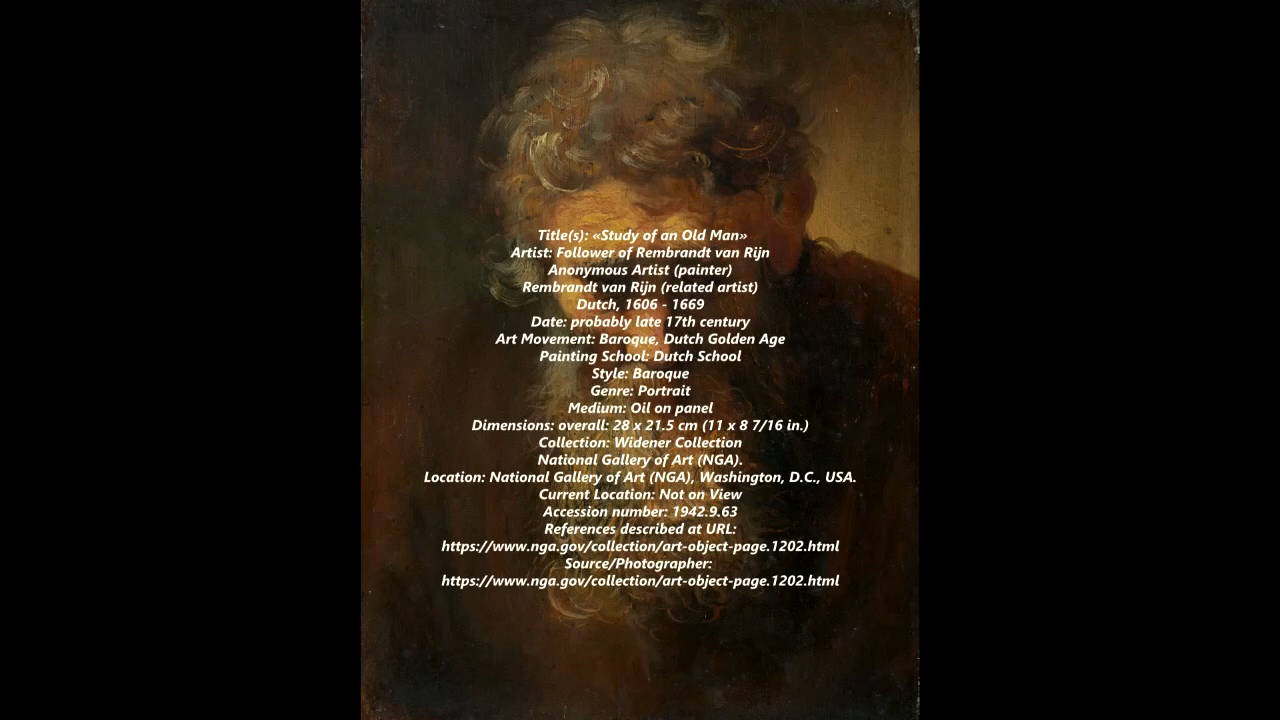 Title(s): «Study of an Old Man»
Artist: Follower of Rembrandt van Rijn
Anonymous Artist (painter)
Rembrandt van Rijn (related artist)
Dutch, 1606 - 1669
Date: probably late 17th century
Art Movement: Baroque, Dutch Golden Age
Painting School: Dutch School
Style: Baroque
Genre: Portrait
Medium: Oil on panel
Dimensions: overall: 28 x 21.5 cm (11 x 8 7/16 in.)
Collection: Widener Collection
National Gallery of Art (NGA).
Location: National Gallery of Art (NGA), Washington, D.C., USA.
Current Location: Not on View
Accession number: 1942.9.63
References described at URL:
https://www.nga.gov/collection/art-object-page.1202.html
Source/Photographer:
https://www.nga.gov/collection/art-object-page.1202.html